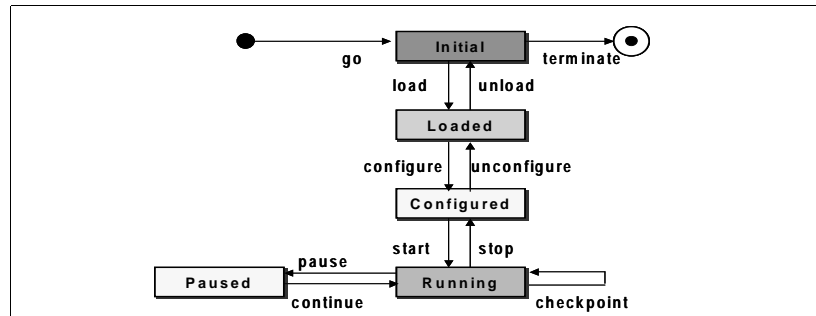 Initial
go
terminate
load
unload
Loaded
configure
unconfigure
Configured
start
stop
pause
Paused
Running
continue
checkpoint